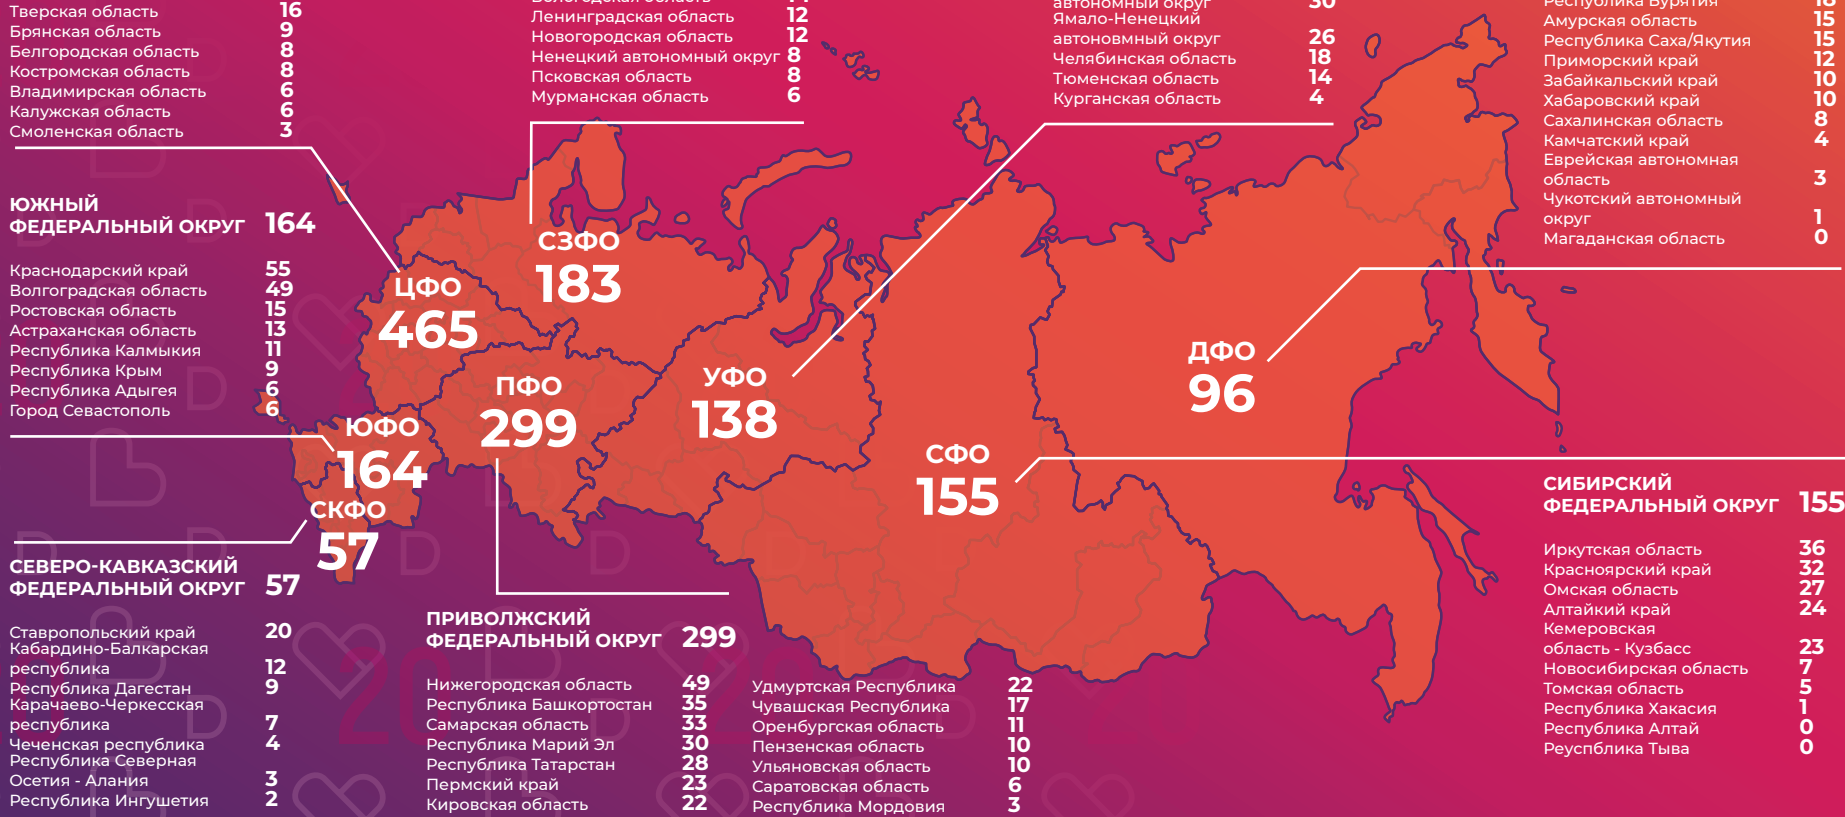 Тверская область 16
Брянская область 9
Белгородская область 8
Костромская область 8
Владимирская область 6
Калужская область 6
Смоленская область 3
ЮЖНЫЙ
ФЕДЕРАЛЬНЫЙ ОКРУГ 164
Краснодарский край 55
Волгоградская область 49
Ростовская область 15
Астраханская область 13
Республика Калмыкия 11
Республика Крым 9
Республика Адыгея 6
Город Севастополь 6
СЕВЕРО-КАВКАЗСКИЙ
ФЕДЕРАЛЬНЫЙ ОКРУГ 57
Ставропольский край 20
Кабардино-Балкарская
республика 12
Республика Дагестан 9
Карачаево-Черкесская
республика 7
Чеченская республика 4
Республика Северная
Осетия - Алания 3
Республика Ингушетия 2
Ленинградская область 12
Новогородская область 12
Ненецкий автономный округ 8
Псковская область 8
Мурманская область 6
СЗФО
183
ЦФО
465
ПФО
299
УФО
138
ЮФО
164
СКФО
57
СФО
155
ДФО
96
ПРИВОЛЖСКИЙ
ФЕДЕРАЛЬНЫЙ ОКРУГ 299
Нижегородская область 49
Республика Башкортостан 35
Самарская область 33
Республика Марий Эл 30
Республика Татарстан 28
Пермский край 23
Кировская область 22
Удмуртская Республика 22
Чувашская Республика 17
Оренбургская область 11
Пензенская область 10
Ульяновская область 10
Саратовская область 6
Республика Мордовия 3
автономный округ 30
Ямало-Ненецкий
автоновмный округ 26
Челябинская область 18
Тюменская область 14
Курганская область 4
Республика Бурятия 18
Амурская область 15
Республика Саха/Якутия 15
Приморский край 12
Забайкальский край 10
Хабаровский край 10
Сахалинская область 8
Камчатский край 4
Еврейская автономная
область 3
Чукотский автономный
округ 1
Магаданская область 0
СИБИРСКИЙ
ФЕДЕРАЛЬНЫЙ ОКРУГ 155
Иркутская область 36
Красноярский край 32
Омская область 27
Алтайкий край 24
Кемеровская
область - Кузбасс 23
Новосибирская область 7
Томская область 5
Республика Хакасия 1
Республика Алтай 0
Реуспблика Тыва 0